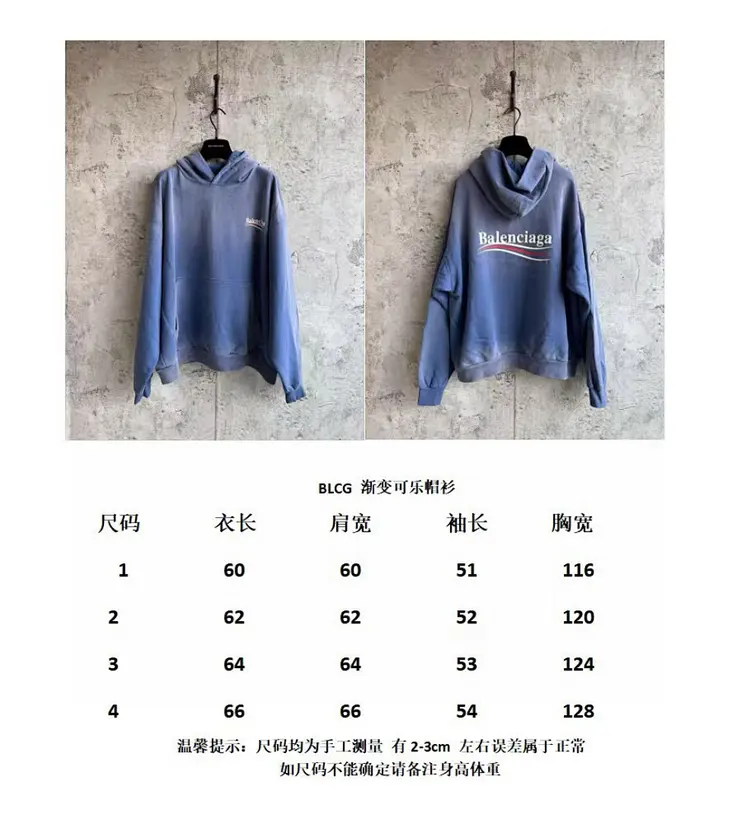 Balenciaga
Balenciaga
BLCG 渐变可乐帽衫
尺码 衣长 肩宽 袖长 胸宽
1 60 60 51 116
2 62 62 52 120
3 64 64 53 124
4 66 66 54 128
温馨提示：尺码均为手工测量 有 2-3cm 左右误差属于正常
如尺码不能确定请备注身高体重